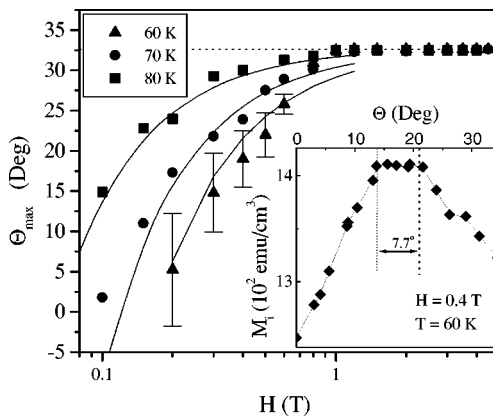 60 K
70 K
80 K
Θmax (Deg)
35
30
25
20
15
10
5
0
-5
0.1
1
H (T)
Θ (Deg)
0
10
20
30
Mᵢ (10² emu/cm³)
14
13
7.7°
H = 0.4 T
T = 60 K